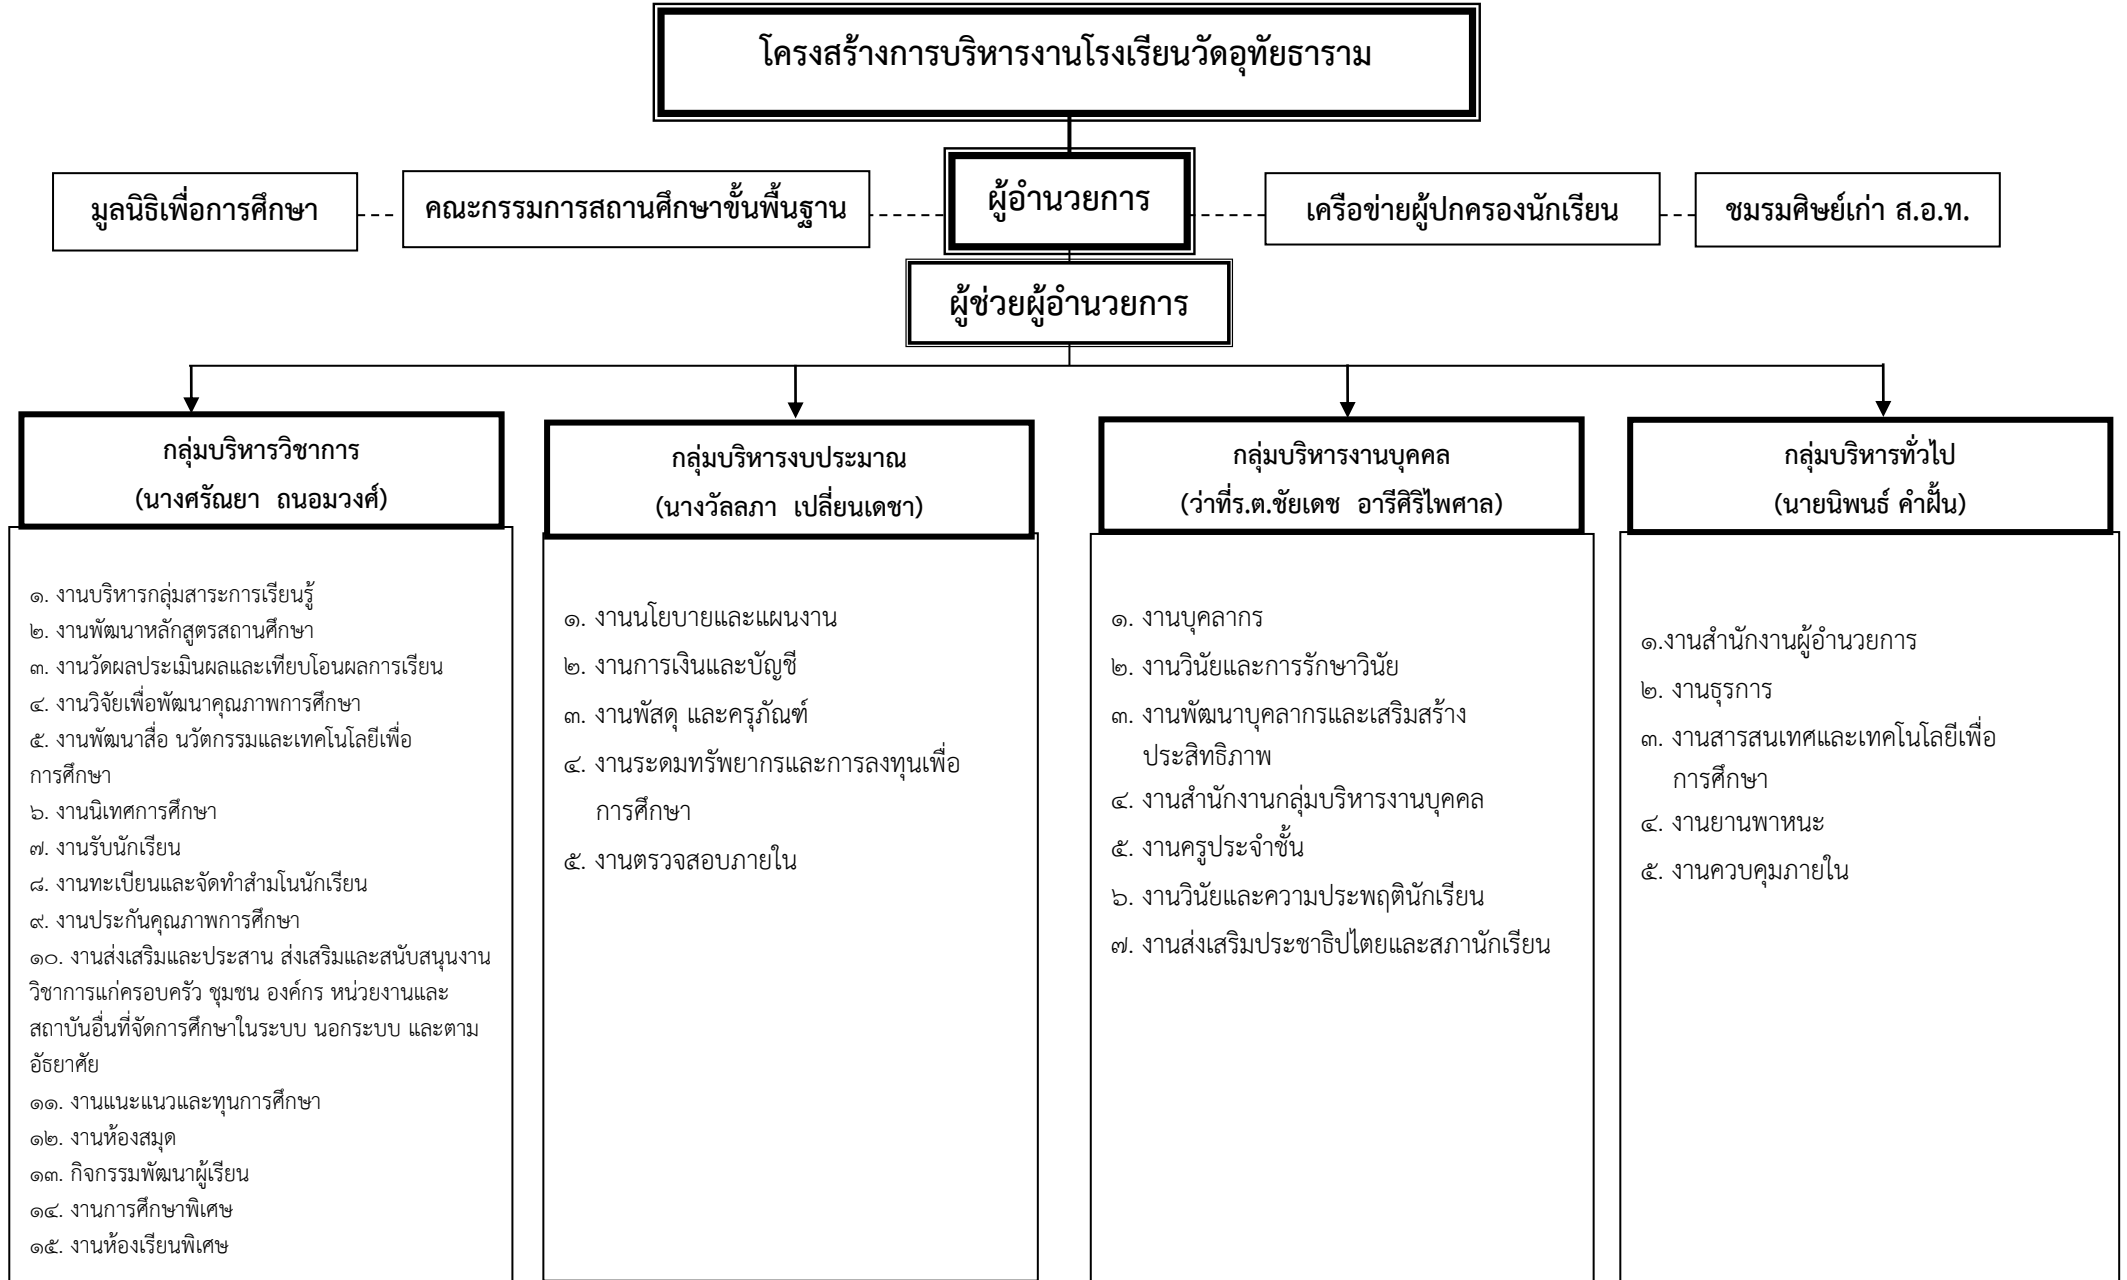 โครงสร้างการบริหารงานโรงเรียนวัดอุทัยธาราม
มูลนิธิเพื่อการศึกษา
คณะกรรมการสถานศึกษาขั้นพื้นฐาน
ผู้อำนวยการ
เครือข่ายผู้ปกครองนักเรียน
ชมรมศิษย์เก่า ส.อ.ท.
ผู้ช่วยผู้อำนวยการ
กลุ่มบริหารวิชาการ
(นางศรัณยา ถนอมวงศ์)
๑. งานบริหารกลุ่มสาระการเรียนรู้
๒. งานพัฒนาหลักสูตรสถานศึกษา
๓. งานวัดผลประเมินผลและเทียบโอนผลการเรียน
๔. งานวิจัยเพื่อพัฒนาคุณภาพการศึกษา
๕. งานพัฒนาสื่อ นวัตกรรมและเทคโนโลยีเพื่อ
การศึกษา
๖. งานนิเทศการศึกษา
๗. งานรับนักเรียน
๘. งานทะเบียนและจัดทำสำมโนนักเรียน
๙. งานประกันคุณภาพการศึกษา
๑๐. งานส่งเสริมและประสาน ส่งเสริมและสนับสนุนงาน
วิชาการแก่ครอบครัว ชุมชน องค์กร หน่วยงานและ
สถาบันอื่นที่จัดการศึกษาในระบบ นอกระบบ และตาม
อัธยาศัย
๑๑. งานแนะแนวและทุนการศึกษา
๑๒. งานห้องสมุด
๑๓. กิจกรรมพัฒนาผู้เรียน
๑๔. งานการศึกษาพิเศษ
๑๕. งานห้องเรียนพิเศษ
กลุ่มบริหารงบประมาณ
(นางวัลลภา เปลี่ยนเดชา)
๑. งานนโยบายและแผนงาน
๒. งานการเงินและบัญชี
๓. งานพัสดุ และครุภัณฑ์
๔. งานระดมทรัพยากรและการลงทุนเพื่อ
การศึกษา
๕. งานตรวจสอบภายใน
กลุ่มบริหารงานบุคคล
(ว่าที่ร.ต.ชัยเดช อารีศิริไพศาล)
๑. งานบุคลากร
๒. งานวินัยและการรักษาวินัย
๓. งานพัฒนาบุคลากรและเสริมสร้าง
ประสิทธิภาพ
๔. งานสำนักงานกลุ่มบริหารงานบุคคล
๕. งานครูประจำชั้น
๖. งานวินัยและความประพฤตินักเรียน
๗. งานส่งเสริมประชาธิปไตยและสภานักเรียน
กลุ่มบริหารทั่วไป
(นายนิพนธ์ คำฝั้น)
๑.งานสำนักงานผู้อำนวยการ
๒. งานธุรการ
๓. งานสารสนเทศและเทคโนโลยีเพื่อ
การศึกษา
๔. งานยานพาหนะ
๕. งานควบคุมภายใน